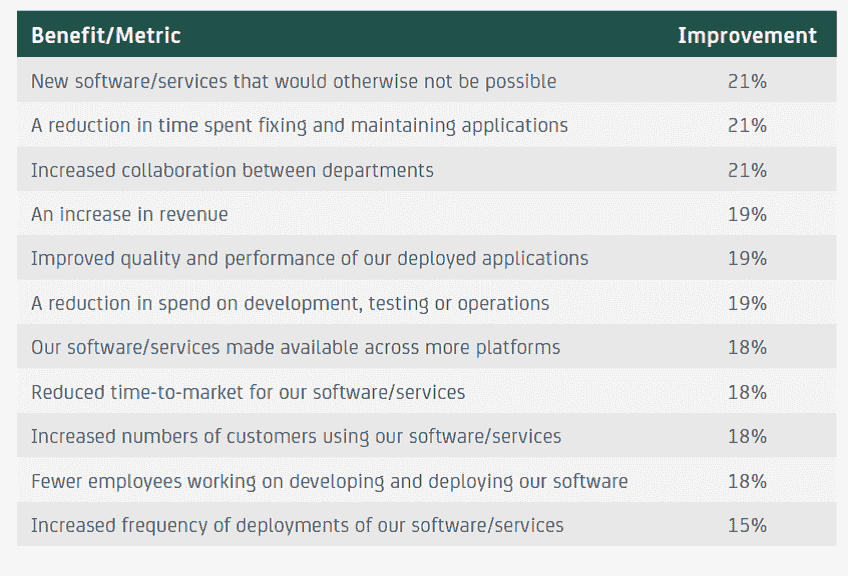 Benefit/Metric Improvement
New software/services that would otherwise not be possible 21%
A reduction in time spent fixing and maintaining applications 21%
Increased collaboration between departments 21%
An increase in revenue 19%
Improved quality and performance of our deployed applications 19%
A reduction in spend on development, testing or operations 19%
Our software/services made available across more platforms 18%
Reduced time-to-market for our software/services 18%
Increased numbers of customers using our software/services 18%
Fewer employees working on developing and deploying our software 18%
Increased frequency of deployments of our software/services 15%